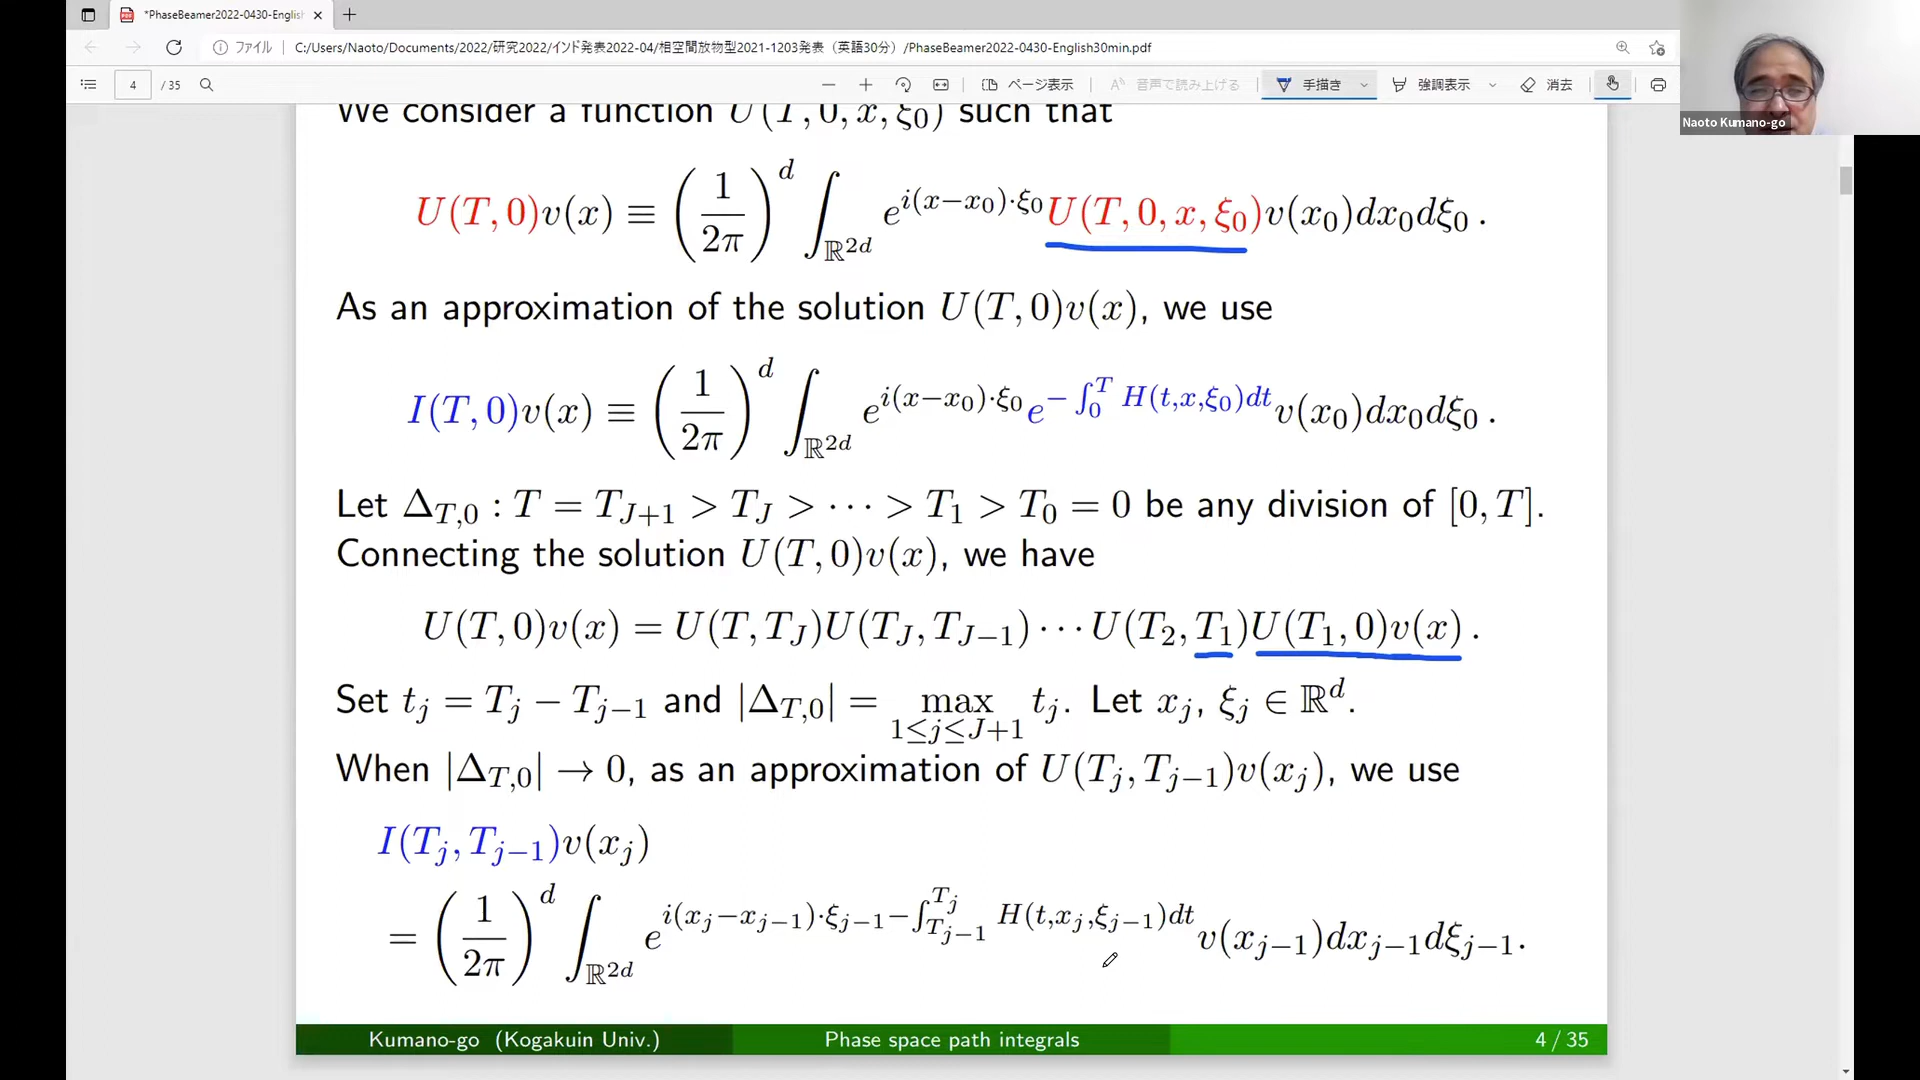 *PhaseBeamer2022-0430-English
ファイル C:/Users/Naoto/Documents/2022/研究2022/インド発表2022-04/相空間放物型2021-1203発表（英語30分）/PhaseBeamer2022-0430-English30min.pdf
4 / 35 ページ表示 音声で読み上げる 手描き 強調表示 消去
Naoto Kumano-go
We consider a function U(T, 0, x, ξ₀) such that
U(T, 0)v(x) ≡ (1/2π)^d ∫_{ℝ^{2d}} e^{i(x−x₀)·ξ₀} U(T, 0, x, ξ₀)v(x₀)dx₀dξ₀ .
As an approximation of the solution U(T, 0)v(x), we use
I(T, 0)v(x) ≡ (1/2π)^d ∫_{ℝ^{2d}} e^{i(x−x₀)·ξ₀} e^{−∫_0^T H(t,x,ξ₀)dt} v(x₀)dx₀dξ₀ .
Let Δ_{T,0} : T = T_{J+1} > T_J > ··· > T₁ > T₀ = 0 be any division of [0, T].
Connecting the solution U(T, 0)v(x), we have
U(T, 0)v(x) = U(T, T_J)U(T_J, T_{J−1}) ··· U(T₂, T₁)U(T₁, 0)v(x) .
Set t_j = T_j − T_{j−1} and |Δ_{T,0}| = max_{1≤j≤J+1} t_j. Let x_j, ξ_j ∈ ℝ^d.
When |Δ_{T,0}| → 0, as an approximation of U(T_j, T_{j−1})v(x_j), we use
I(T_j, T_{j−1})v(x_j)
= (1/2π)^d ∫_{ℝ^{2d}} e^{i(x_j−x_{j−1})·ξ_{j−1}−∫_{T_{j−1}}^{T_j} H(t,x_j,ξ_{j−1})dt} v(x_{j−1})dx_{j−1}dξ_{j−1}.
Kumano-go (Kogakuin Univ.) Phase space path integrals 4 / 35